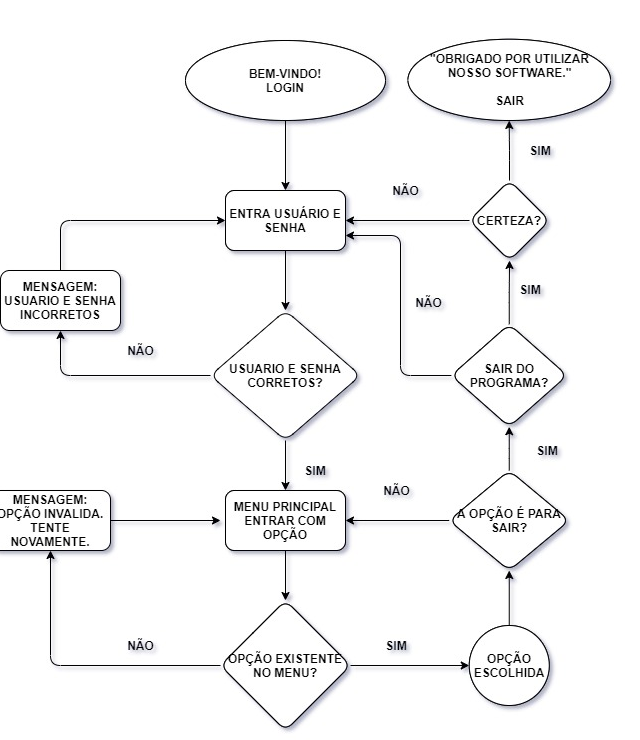 BEM-VINDO!
LOGIN
"OBRIGADO POR UTILIZAR
NOSSO SOFTWARE."
SAIR
SIM
NÃO
ENTRA USUÁRIO E
SENHA
CERTEZA?
MENSAGEM:
USUARIO E SENHA
INCORRETOS
SIM
NÃO
NÃO
USUARIO E SENHA
CORRETOS?
SAIR DO
PROGRAMA?
SIM
SIM
NÃO
MENSAGEM:
OPÇÃO INVALIDA.
TENTE
NOVAMENTE.
MENU PRINCIPAL
ENTRAR COM
OPÇÃO
A OPÇÃO É PARA
SAIR?
NÃO
SIM
OPÇÃO EXISTENTE
NO MENU?
OPÇÃO
ESCOLHIDA